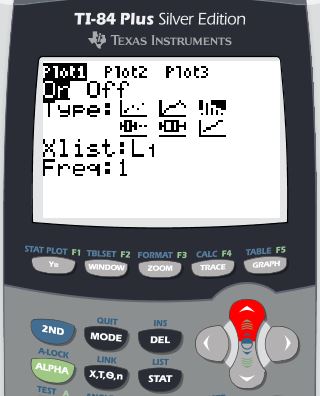 TI-84 Plus Silver Edition
TEXAS INSTRUMENTS
Plot1 Plot2 Plot3
On Off
Type:
Xlist:L1
Freq:1
STAT PLOT F1 TBLSET F2 FORMAT F3 CALC F4 TABLE F5
Y= WINDOW ZOOM TRACE GRAPH
QUIT INS
2ND MODE DEL
A-LOCK LINK LIST
ALPHA X,T,Θ,n STAT
TEST A